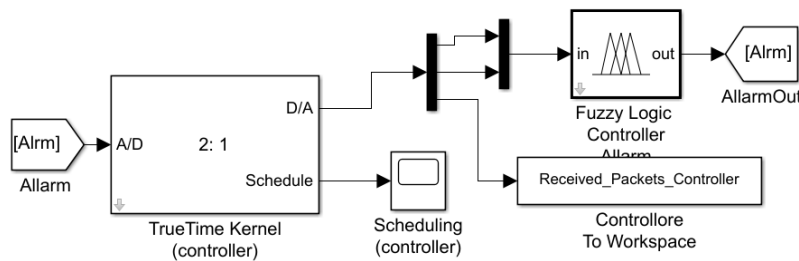 in
out
[Alrm]
AllarmOut
Fuzzy Logic
Controller
Allarm
D/A
[Alrm]
A/D
2: 1
Allarm
Schedule
Received_Packets_Controller
TrueTime Kernel
(controller)
Scheduling
(controller)
Controllore
To Workspace